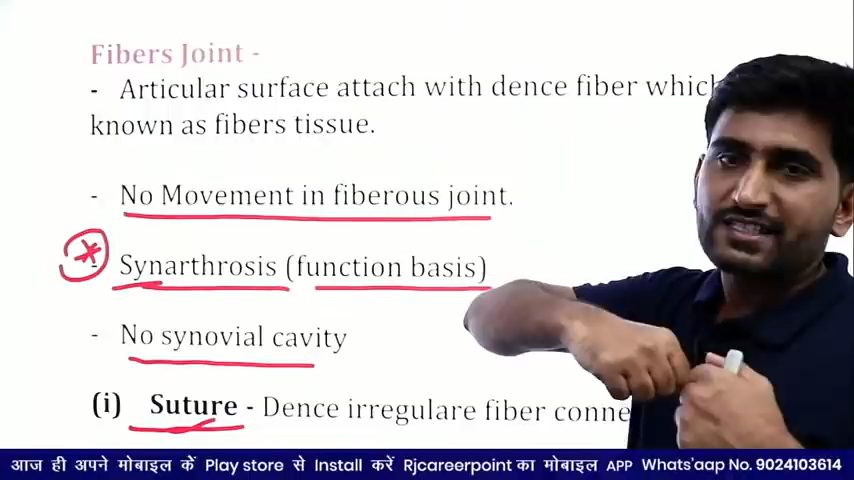 Fibers Joint -
- Articular surface attach with dence fiber which
known as fibers tissue.
- No Movement in fiberous joint.
- Synarthrosis (function basis)
- No synovial cavity
(i) Suture - Dence irregulare fiber conne
आज ही अपने मोबाइल कें Play store से Install करें Rjcareerpoint का मोबाइल APP Whats'aap No. 9024103614